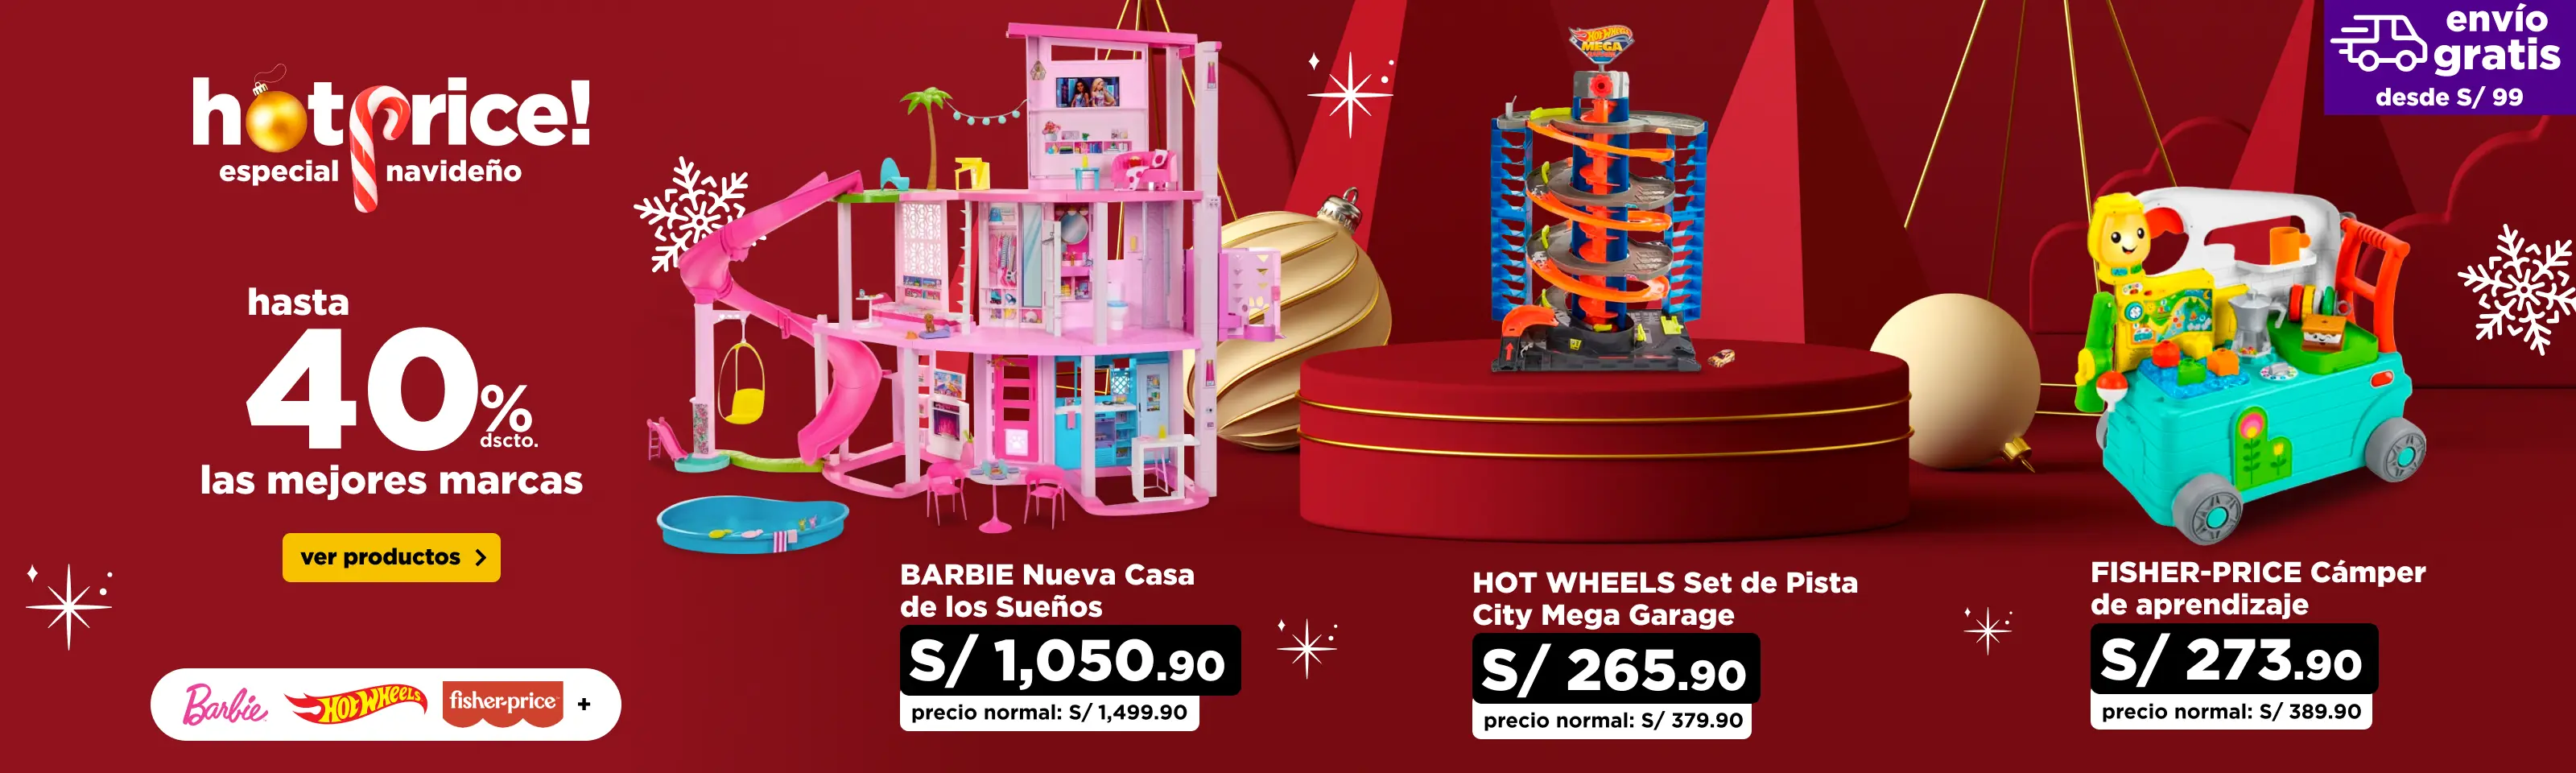 hotprice!
especial navideño
hasta
40%
dscto.
las mejores marcas
ver productos >
Barbie
HOT WHEELS
fisher-price
+
BARBIE Nueva Casa
de los Sueños
S/ 1,050.90
precio normal: S/ 1,499.90
HOT WHEELS
MEGA
HOT WHEELS Set de Pista
City Mega Garage
S/ 265.90
precio normal: S/ 379.90
envío
gratis
desde S/ 99
FISHER-PRICE Cámper
de aprendizaje
S/ 273.90
precio normal: S/ 389.90